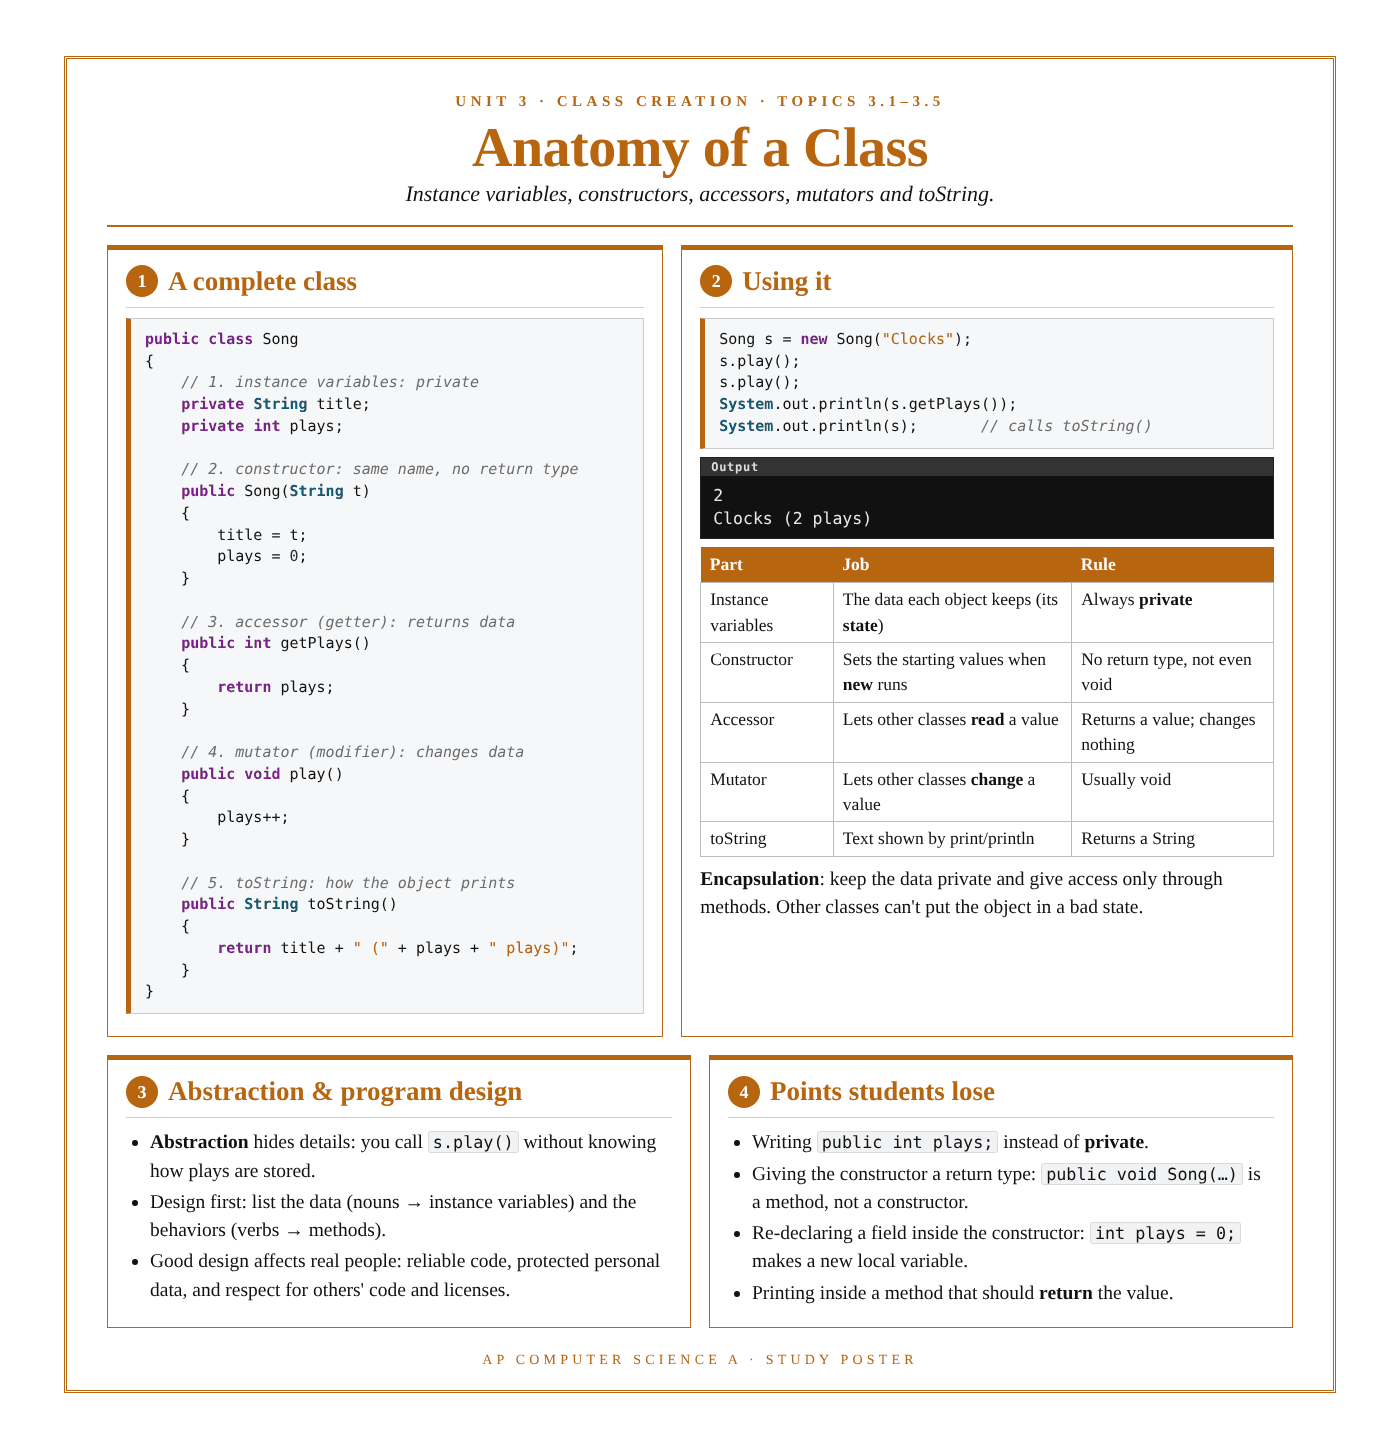 UNIT 3 · CLASS CREATION · TOPICS 3.1–3.5
Anatomy of a Class
Instance variables, constructors, accessors, mutators and toString.
1 A complete class
public class Song
{
    // 1. instance variables: private
    private String title;
    private int plays;

    // 2. constructor: same name, no return type
    public Song(String t)
    {
        title = t;
        plays = 0;
    }

    // 3. accessor (getter): returns data
    public int getPlays()
    {
        return plays;
    }

    // 4. mutator (modifier): changes data
    public void play()
    {
        plays++;
    }

    // 5. toString: how the object prints
    public String toString()
    {
        return title + " (" + plays + " plays)";
    }
}
2 Using it
Song s = new Song("Clocks");
s.play();
s.play();
System.out.println(s.getPlays());
System.out.println(s);       // calls toString()
Output
2
Clocks (2 plays)
Part Job Rule
Instance variables The data each object keeps (its state) Always private
Constructor Sets the starting values when new runs No return type, not even void
Accessor Lets other classes read a value Returns a value; changes nothing
Mutator Lets other classes change a value Usually void
toString Text shown by print/println Returns a String
Encapsulation: keep the data private and give access only through
methods. Other classes can't put the object in a bad state.
3 Abstraction & program design
• Abstraction hides details: you call s.play() without knowing
how plays are stored.
• Design first: list the data (nouns → instance variables) and the
behaviors (verbs → methods).
• Good design affects real people: reliable code, protected personal
data, and respect for others' code and licenses.
4 Points students lose
• Writing public int plays; instead of private.
• Giving the constructor a return type: public void Song(…) is
a method, not a constructor.
• Re-declaring a field inside the constructor: int plays = 0;
makes a new local variable.
• Printing inside a method that should return the value.
AP COMPUTER SCIENCE A · STUDY POSTER